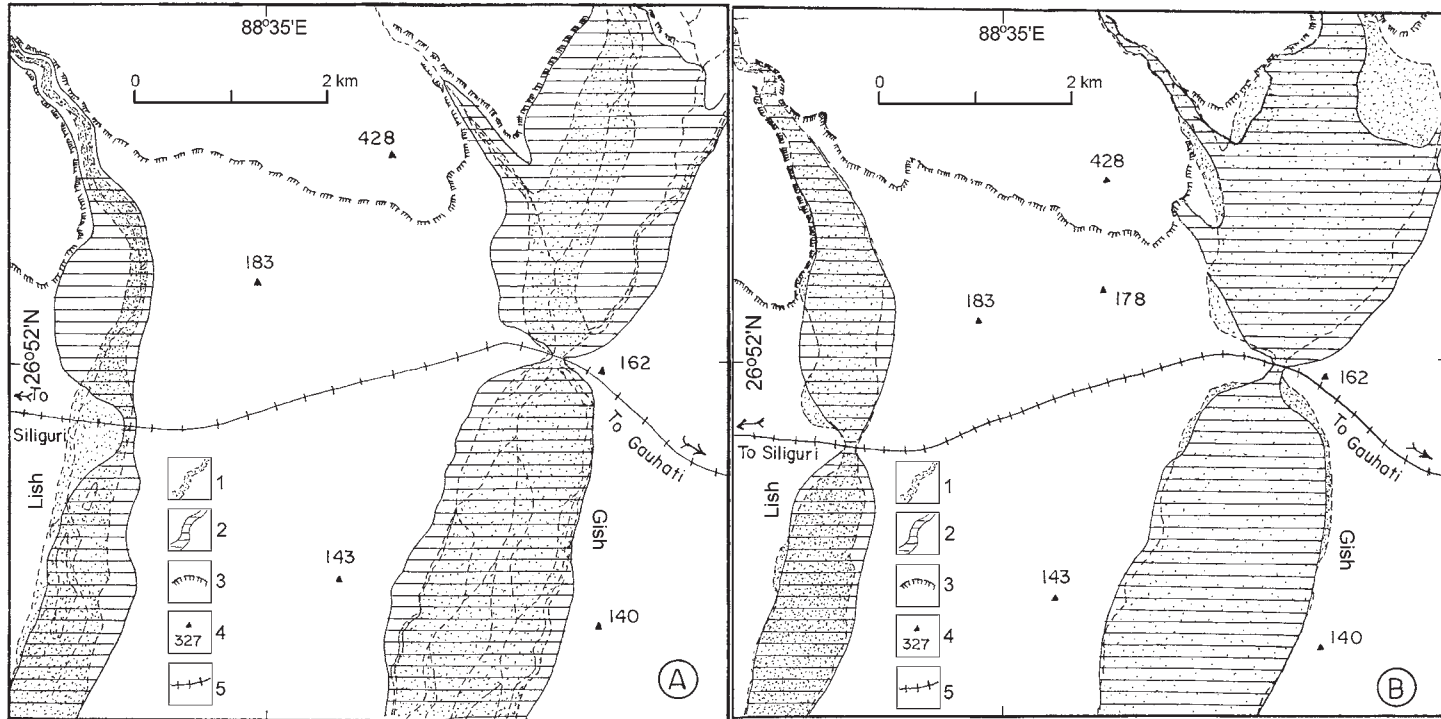 88°35'E
0 2 km
428
183
26°52'N
To
Siliguri
162
To Gauhati
Lish
Gish
143
140
1
2
3
327 4
5
A
88°35'E
0 2 km
428
183
178
26°52'N
162
To Siliguri
To Gauhati
Lish
Gish
143
140
1
2
3
327 4
5
B